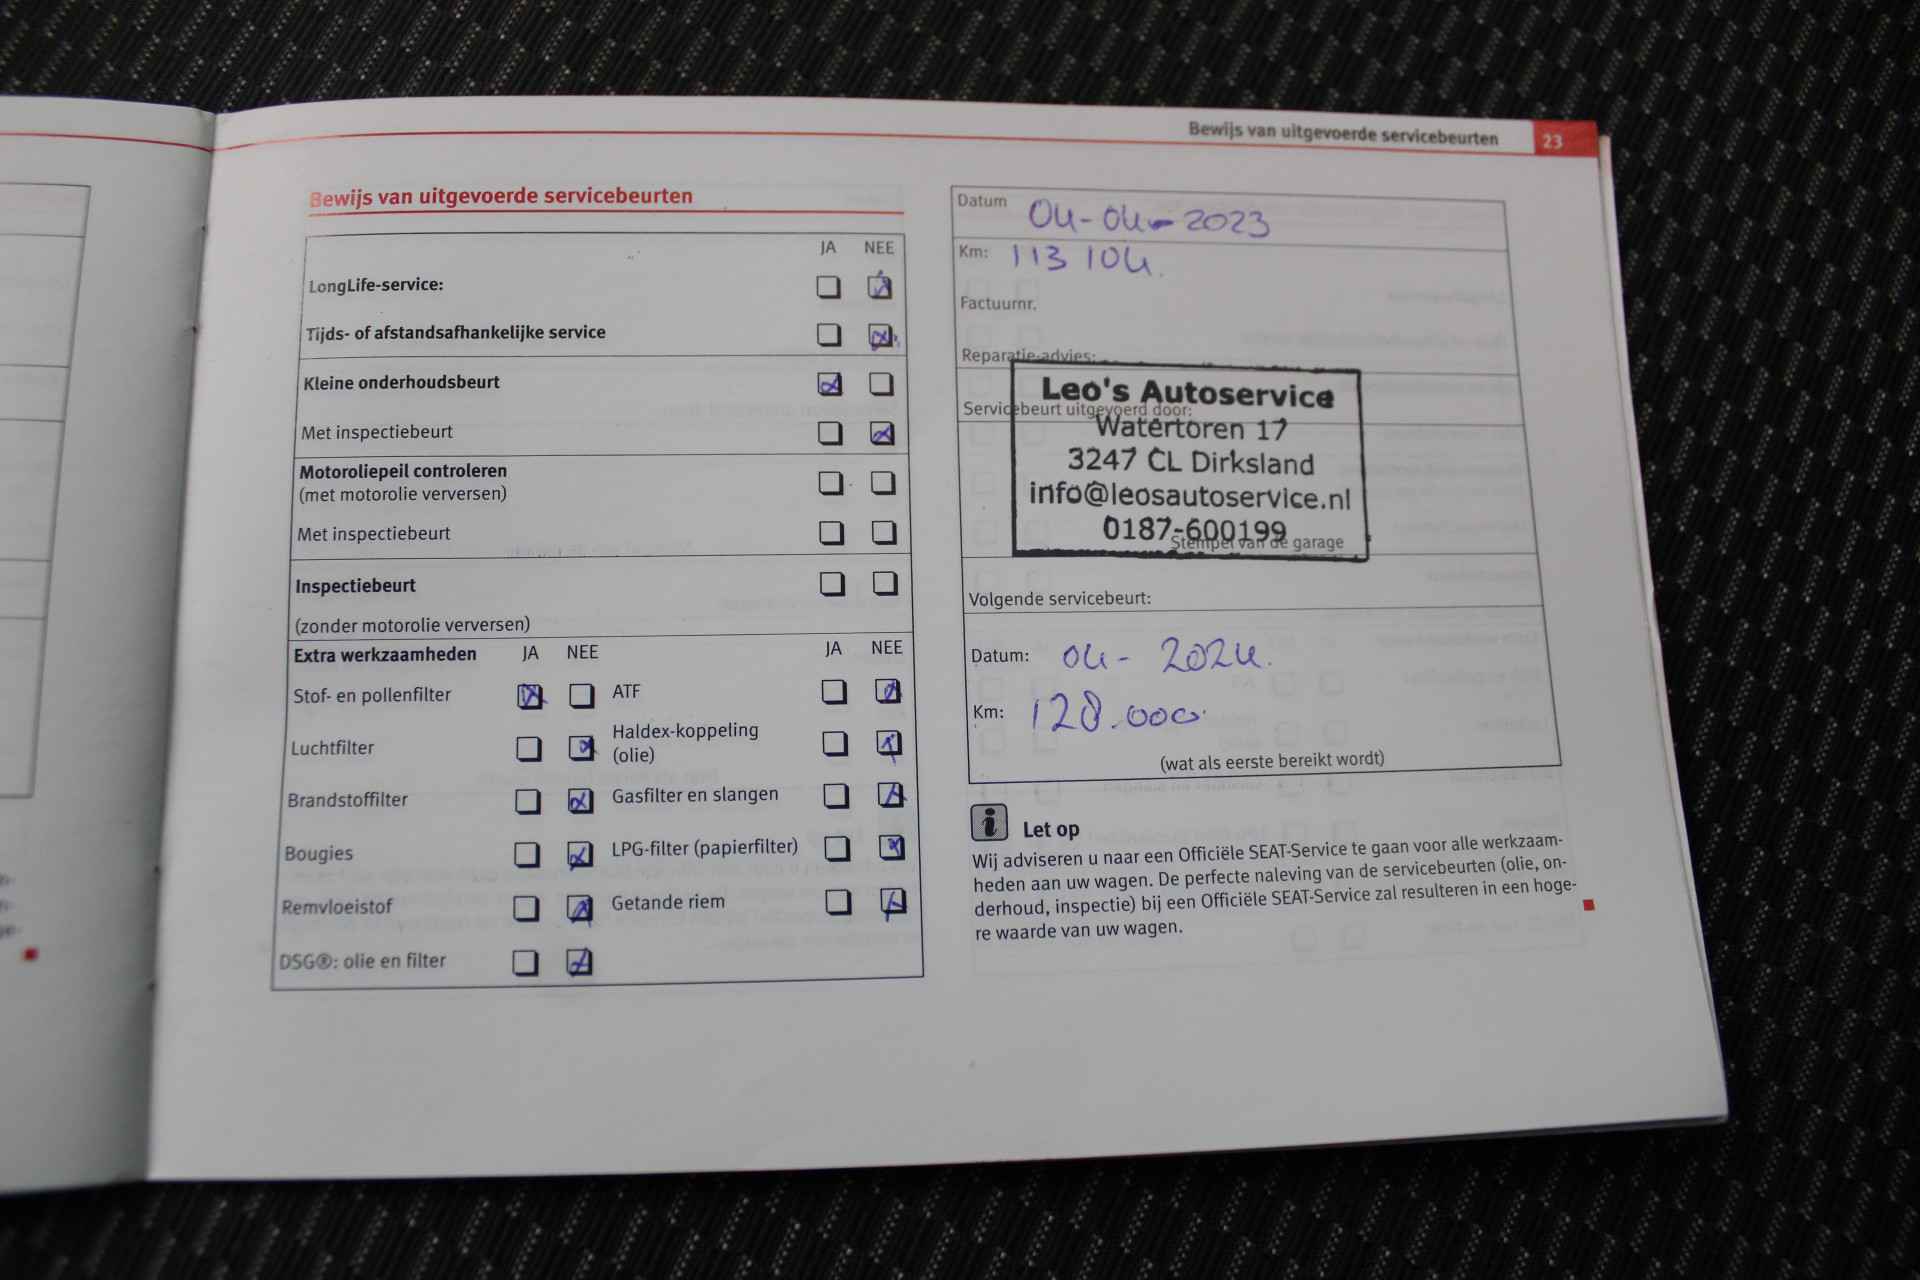 Bewijs van uitgevoerde servicebeurten 23
Bewijs van uitgevoerde servicebeurten
JA NEE
LongLife-service:
Tijds- of afstandsafhankelijke service
Kleine onderhoudsbeurt
Met inspectiebeurt
Motoroliepeil controleren
(met motorolie verversen)
Met inspectiebeurt
Inspectiebeurt
(zonder motorolie verversen)
Extra werkzaamheden JA NEE JA NEE
Stof- en pollenfilter ATF
Luchtfilter Haldex-koppeling
(olie)
Brandstoffilter Gasfilter en slangen
Bougies LPG-filter (papierfilter)
Remvloeistof Getande riem
DSG®: olie en filter
Datum 04-04-2023
Km: 113 104.
Factuurnr.
Reparatie-advies:
Leo's Autoservice
Servicebeurt uitgevoerd door:
Watertoren 17
3247 CL Dirksland
info@leosautoservice.nl
0187-600199
Stempel van de garage
Volgende servicebeurt:
Datum: 04- 2024.
Km: 128.000
(wat als eerste bereikt wordt)
i Let op
Wij adviseren u naar een Officiële SEAT-Service te gaan voor alle werkzaam-
heden aan uw wagen. De perfecte naleving van de servicebeurten (olie, on-
derhoud, inspectie) bij een Officiële SEAT-Service zal resulteren in een hoge-
re waarde van uw wagen.